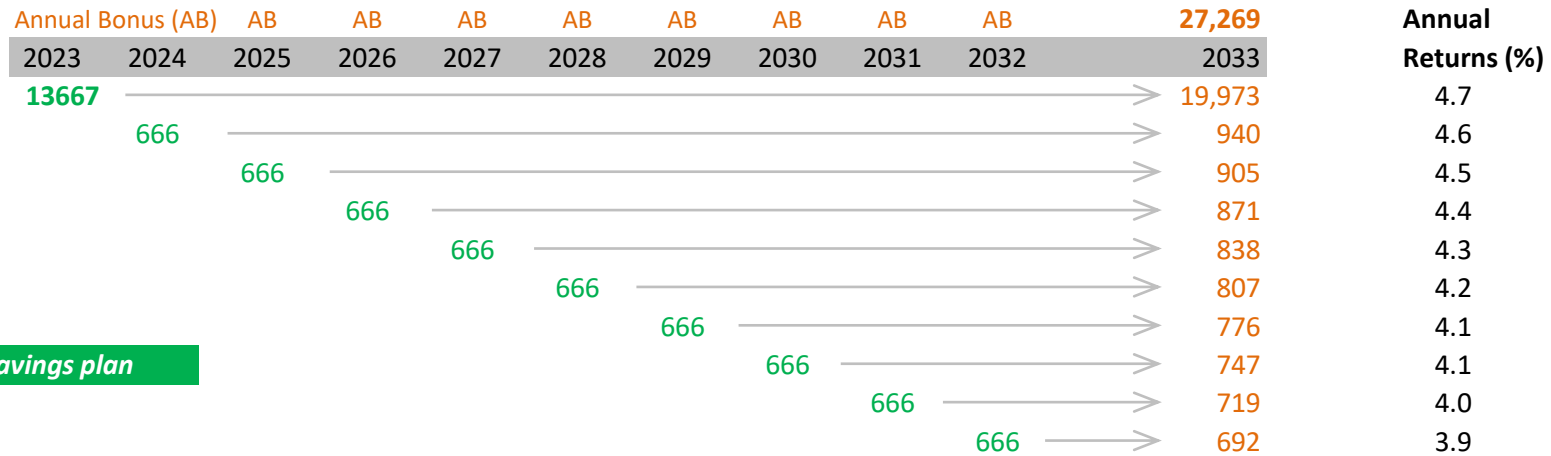 Annual Bonus (AB) AB AB AB AB AB AB AB AB 27,269 Annual
2023 2024 2025 2026 2027 2028 2029 2030 2031 2032 2033 Returns (%)
13667 19,973 4.7
666 940 4.6
666 905 4.5
666 871 4.4
666 838 4.3
666 807 4.2
666 776 4.1
avings plan 666 747 4.1
666 719 4.0
666 692 3.9